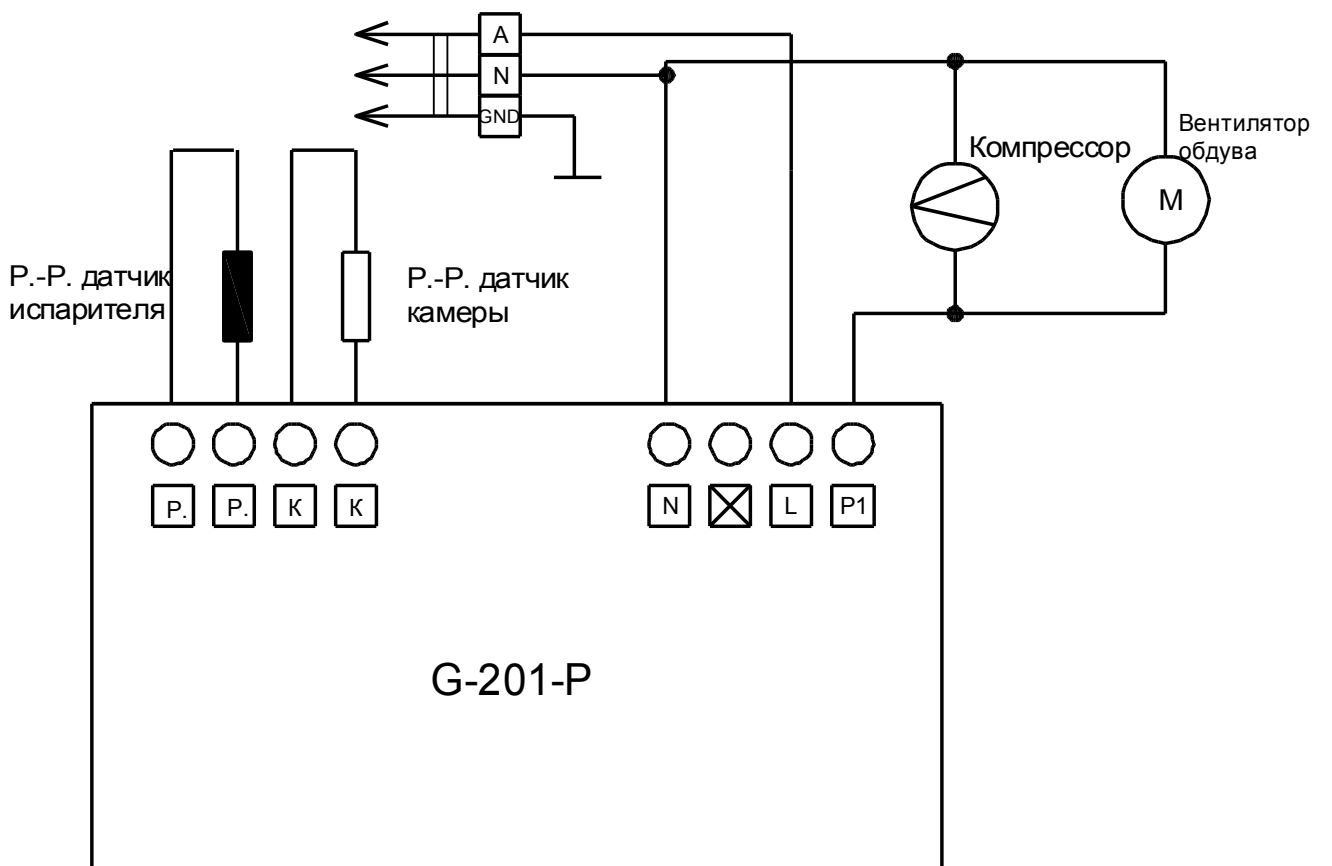 A
N
GND
Вентилятор
обдува
Компрессор
M
P.-P. датчик
испарителя
P.-P. датчик
камеры
P. P. K K N L P1
G-201-P